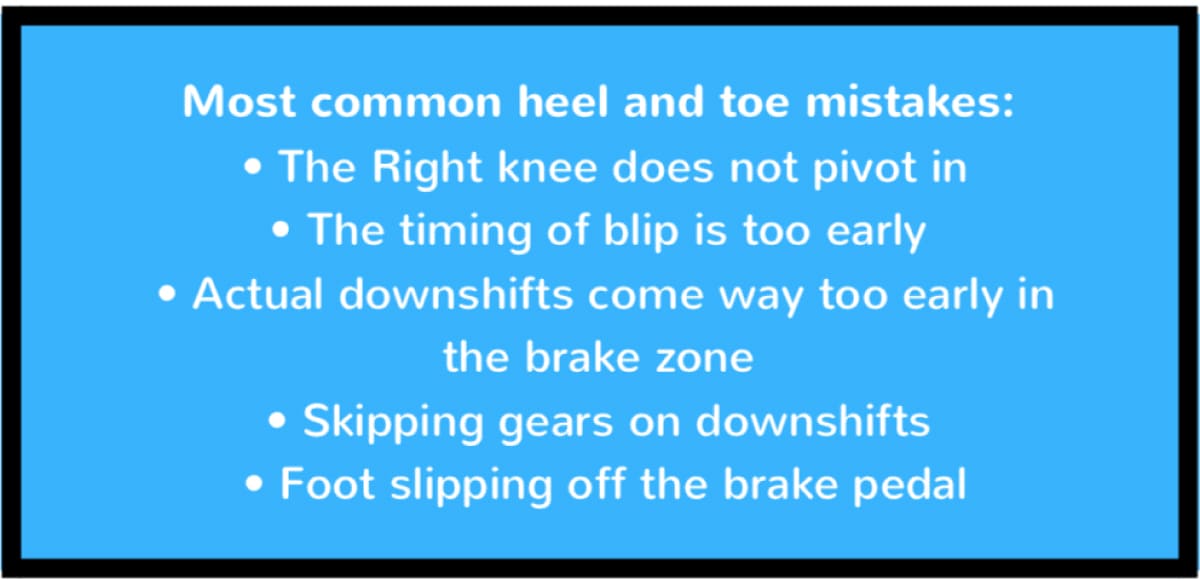 Most common heel and toe mistakes:
• The Right knee does not pivot in
• The timing of blip is too early
• Actual downshifts come way too early in
the brake zone
• Skipping gears on downshifts
• Foot slipping off the brake pedal